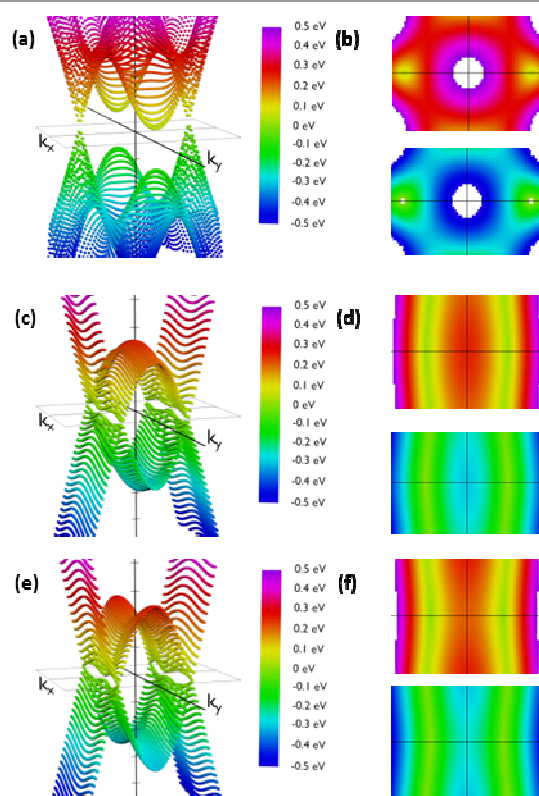 (a)
0.5 eV
0.4 eV
0.3 eV
0.2 eV
0.1 eV
0 eV
-0.1 eV
-0.2 eV
-0.3 eV
-0.4 eV
-0.5 eV
kx
ky
(b)
(c)
0.5 eV
0.4 eV
0.3 eV
0.2 eV
0.1 eV
0 eV
-0.1 eV
-0.2 eV
-0.3 eV
-0.4 eV
-0.5 eV
kx
ky
(d)
(e)
0.5 eV
0.4 eV
0.3 eV
0.2 eV
0.1 eV
0 eV
-0.1 eV
-0.2 eV
-0.3 eV
-0.4 eV
-0.5 eV
kx
ky
(f)